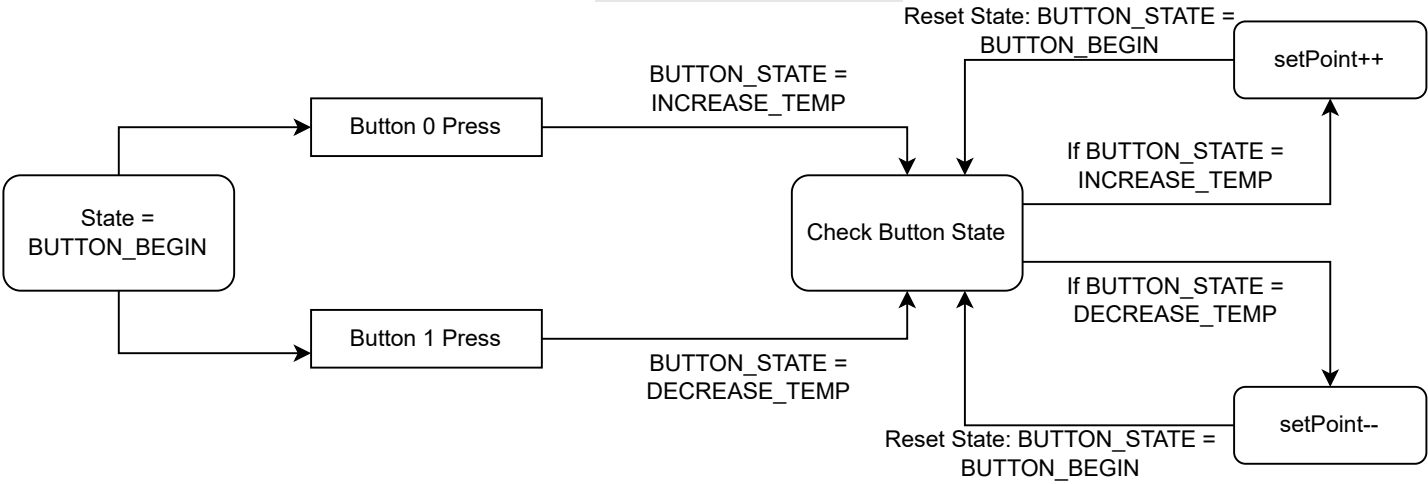 Reset State: BUTTON_STATE =
BUTTON_BEGIN
setPoint++
BUTTON_STATE =
INCREASE_TEMP
Button 0 Press
If BUTTON_STATE =
INCREASE_TEMP
State =
BUTTON_BEGIN
Check Button State
If BUTTON_STATE =
DECREASE_TEMP
Button 1 Press
BUTTON_STATE =
DECREASE_TEMP
setPoint--
Reset State: BUTTON_STATE =
BUTTON_BEGIN